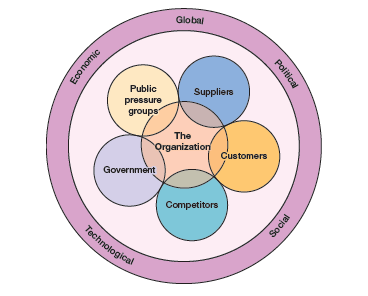 Global
Economic
Political
Public
pressure
groups
Suppliers
The
Organization
Customers
Government
Competitors
Technological
Social